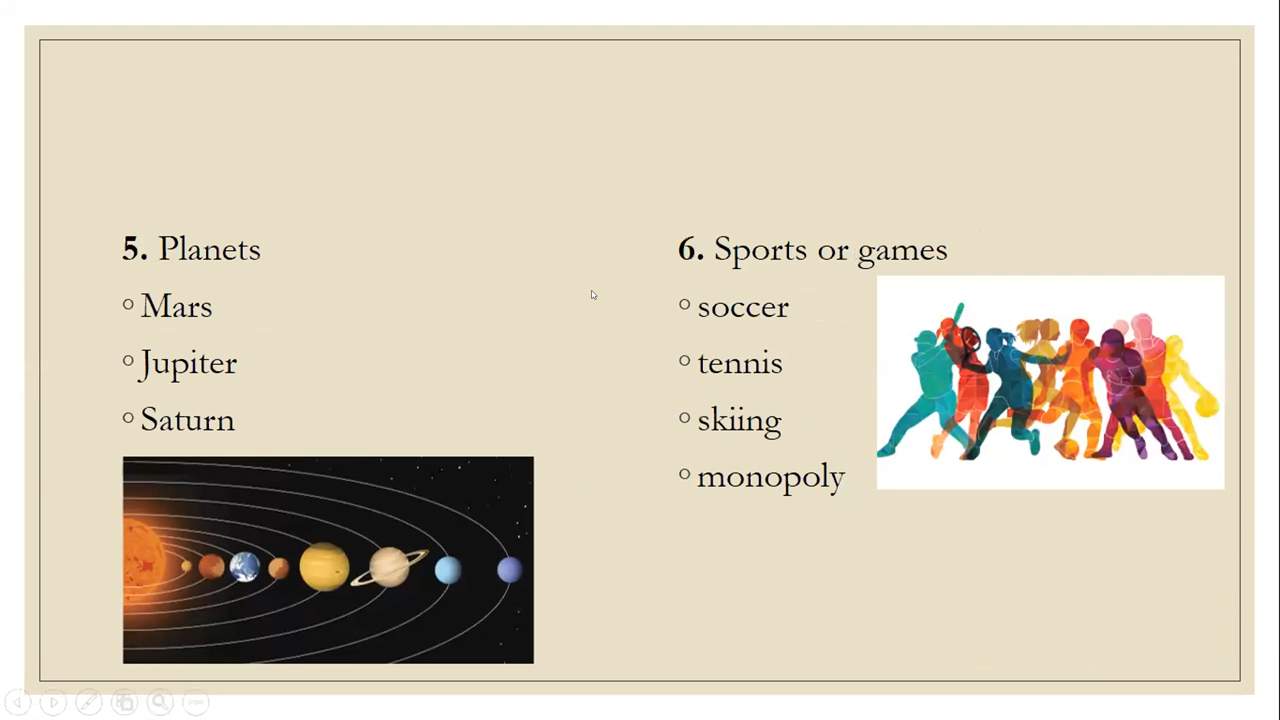 5. Planets
○ Mars
○ Jupiter
○ Saturn
6. Sports or games
○ soccer
○ tennis
○ skiing
○ monopoly